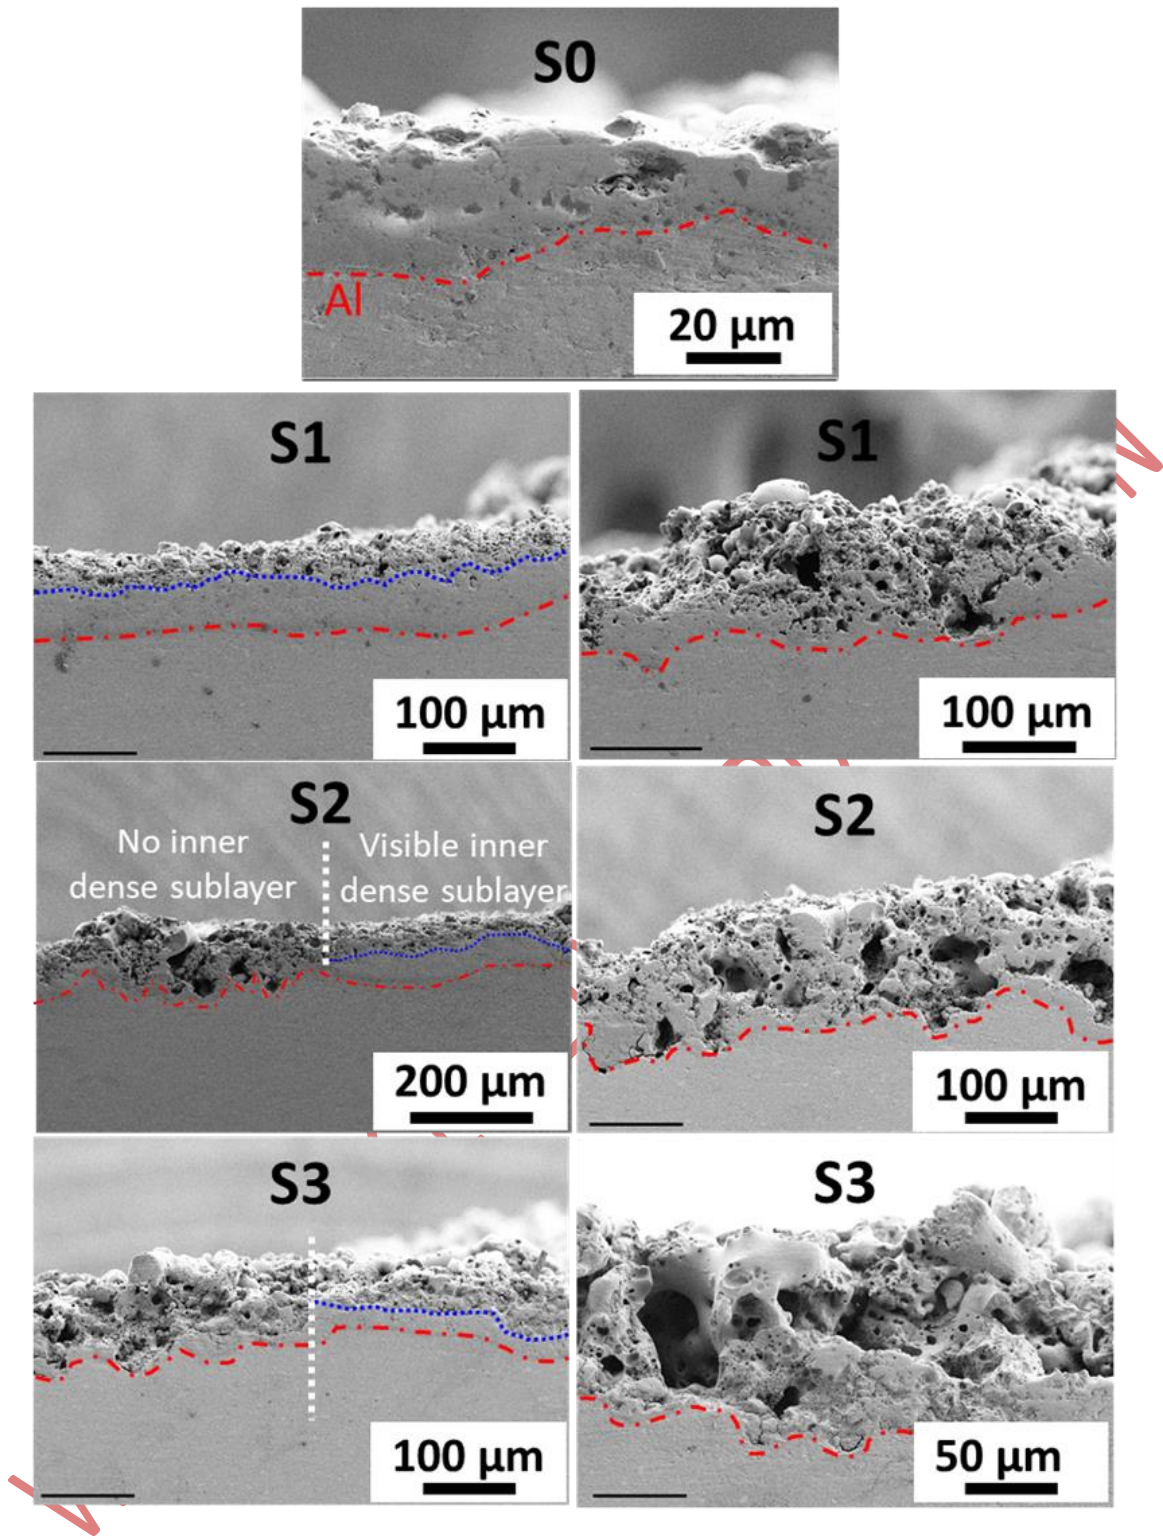 S0
Al
20 μm
S1
100 μm
S1
100 μm
S2
No inner
dense sublayer
Visible inner
dense sublayer
200 μm
S2
100 μm
S3
100 μm
S3
50 μm